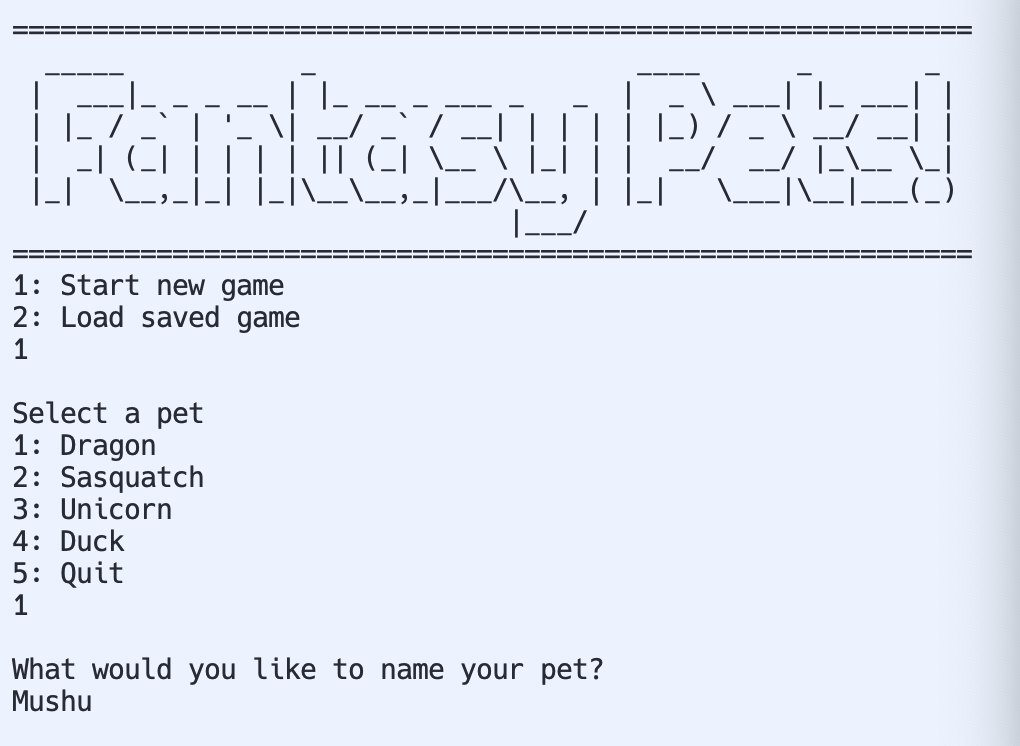 Fantasy Pets!
1: Start new game
2: Load saved game
1
Select a pet
1: Dragon
2: Sasquatch
3: Unicorn
4: Duck
5: Quit
1
What would you like to name your pet?
Mushu